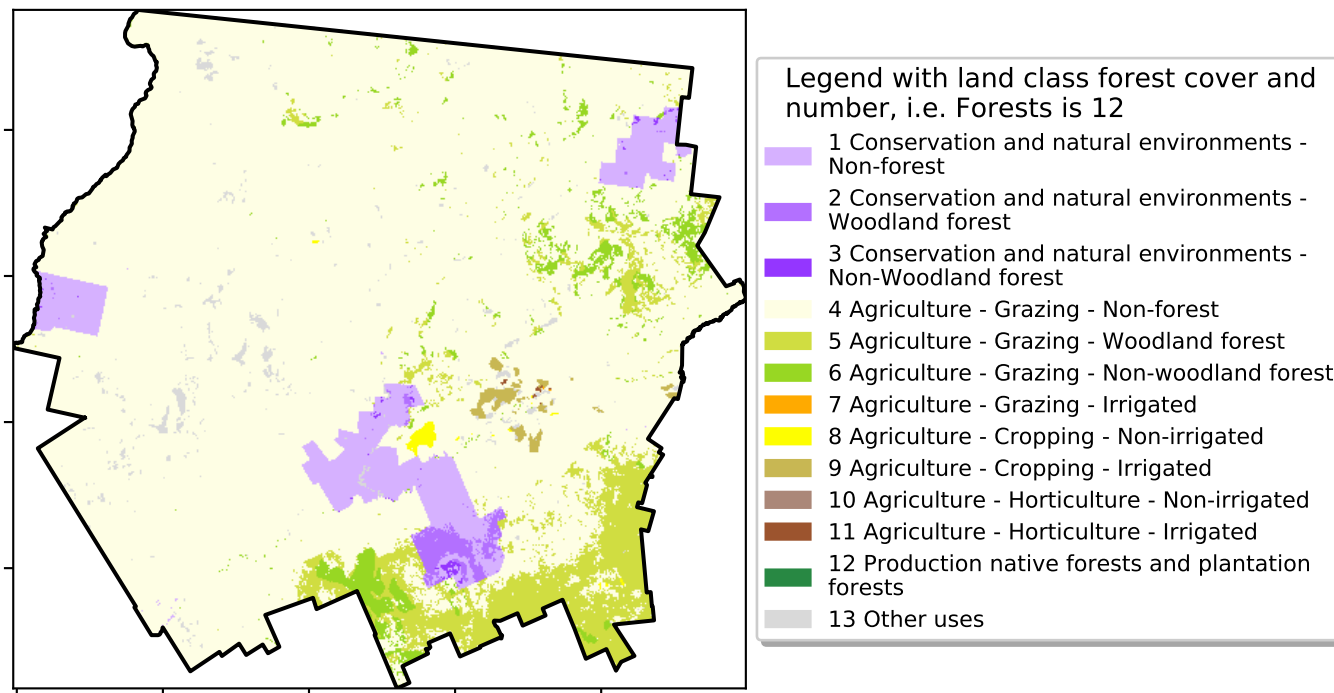 Legend with land class forest cover and
number, i.e. Forests is 12
1 Conservation and natural environments -
Non-forest
2 Conservation and natural environments -
Woodland forest
3 Conservation and natural environments -
Non-Woodland forest
4 Agriculture - Grazing - Non-forest
5 Agriculture - Grazing - Woodland forest
6 Agriculture - Grazing - Non-woodland forest
7 Agriculture - Grazing - Irrigated
8 Agriculture - Cropping - Non-irrigated
9 Agriculture - Cropping - Irrigated
10 Agriculture - Horticulture - Non-irrigated
11 Agriculture - Horticulture - Irrigated
12 Production native forests and plantation
forests
13 Other uses